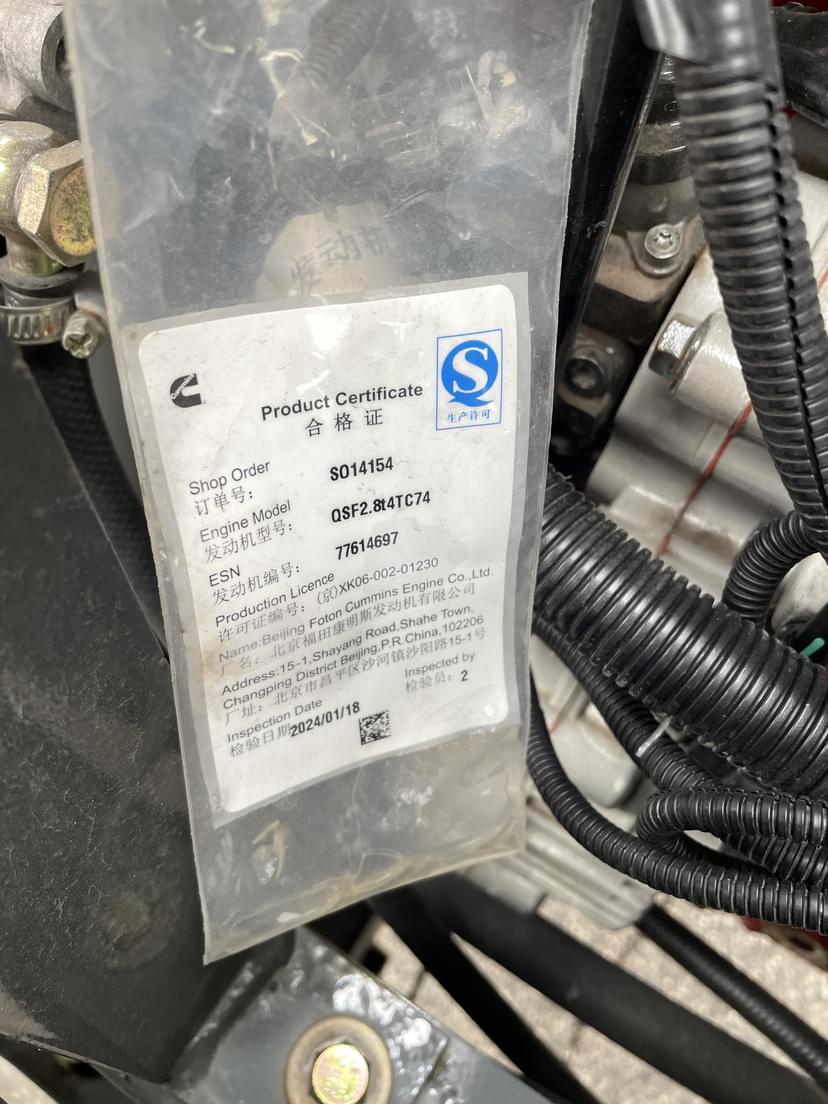 发动机
Product Certificate
合格证
生产许可
Shop Order
订单号: SO14154
Engine Model
发动机型号: QSF2.8t4TC74
ESN
发动机编号: 77614697
Production Licence
许可证编号: (京)XK06-002-01230
Name:Beijing Foton Cummins Engine Co.,Ltd.
厂名: 北京福田康明斯发动机有限公司
Address:15-1,Shayang Road,Shahe Town,
Changping District Beijing,P.R.China,102206
厂址: 北京市昌平区沙河镇沙阳路15-1号
Inspection Date
检验日期 2024/01/18
Inspected by
检验员: 2